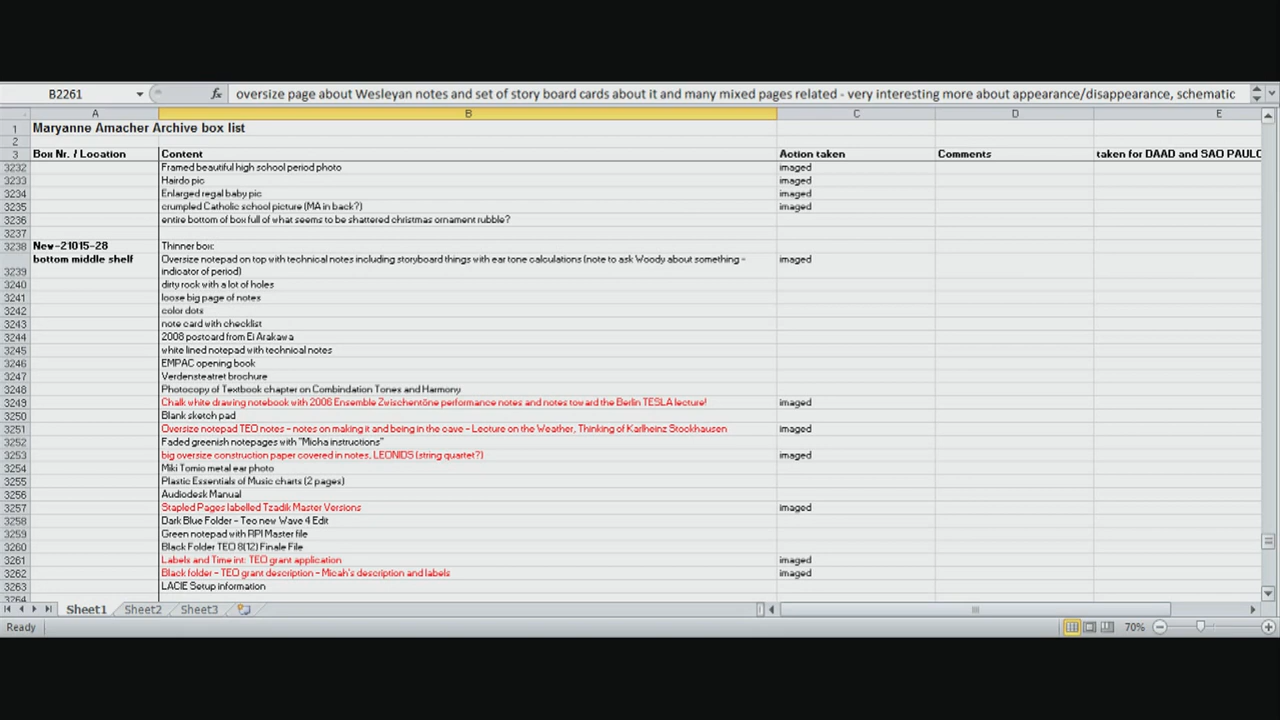 B2261 fx oversize page about Wesleyan notes and set of story board cards about it and many mixed pages related - very interesting more about appearance/disappearance, schematic
A B C D E
1 Maryanne Amacher Archive box list
2
3 Box Nr. / Location Content Action taken Comments taken for DAAD and SAO PAULO
3232 Framed beautiful high school period photo imaged
3233 Hairdo pic imaged
3234 Enlarged regal baby pic imaged
3235 crumpled Catholic school picture (MA in back?) imaged
3236 entire bottom of box full of what seems to be shattered christmas ornament rubble?
3237
3238 New-21015-28 Thinner box:
bottom middle shelf Oversize notepad on top with technical notes including storyboard things with ear tone calculations (note to ask Woody about something - imaged
3239 indicator of period)
3240 dirty rock with a lot of holes
3241 loose big page of notes
3242 color dots
3243 note card with checklist
3244 2008 postcard from Ei Arakawa
3245 white lined notepad with technical notes
3246 EMPAC opening book
3247 Verdensteatret brochure
3248 Photocopy of Textbook chapter on Combindation Tones and Harmony
3249 Chalk white drawing notebook with 2006 Ensemble Zwischentöne performance notes and notes toward the Berlin TESLA lecture! imaged
3250 Blank sketch pad
3251 Oversize notepad TEO notes - notes on making it and being in the cave - Lecture on the Weather, Thinking of Karlheinz Stockhausen imaged
3252 Faded greenish notepages with "Micha instructions"
3253 big oversize construction paper covered in notes, LEONIDS (string quartet?) imaged
3254 Miki Tomio metal ear photo
3255 Plastic Essentials of Music charts (2 pages)
3256 Audiodesk Manual
3257 Stapled Pages labelled Tzadik Master Versions imaged
3258 Dark Blue Folder - Teo new Wave 4 Edit
3259 Green notepad with RPI Master file
3260 Black Folder TEO 8(12) Finale File
3261 Labels and Time int: TEO grant application imaged
3262 Black folder - TEO grant description - Micah's description and labels imaged
3263 LACIE Setup information
3264
Sheet1 Sheet2 Sheet3
Ready 70%